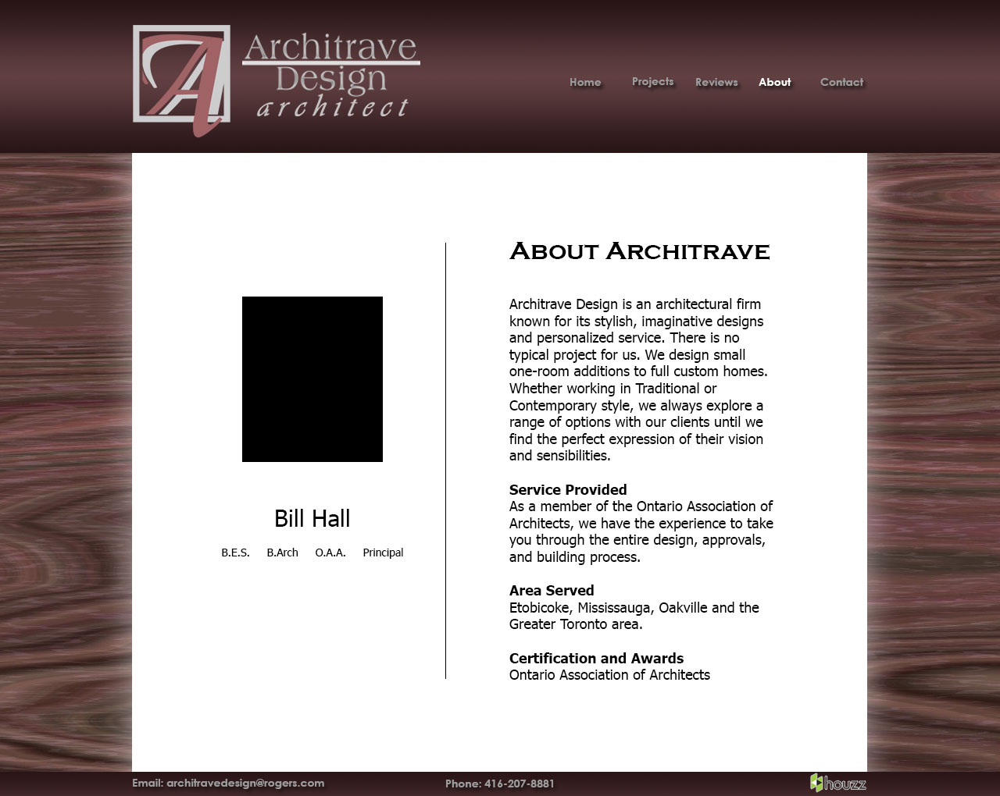 A
Architrave
Design
architect
Home Projects Reviews About Contact
About Architrave
Architrave Design is an architectural firm
known for its stylish, imaginative designs
and personalized service. There is no
typical project for us. We design small
one-room additions to full custom homes.
Whether working in Traditional or
Contemporary style, we always explore a
range of options with our clients until we
find the perfect expression of their vision
and sensibilities.
Service Provided
As a member of the Ontario Association of
Architects, we have the experience to take
you through the entire design, approvals,
and building process.
Area Served
Etobicoke, Mississauga, Oakville and the
Greater Toronto area.
Certification and Awards
Ontario Association of Architects
Bill Hall
B.E.S. B.Arch O.A.A. Principal
Email: architravedesign@rogers.com
Phone: 416-207-8881
houzz